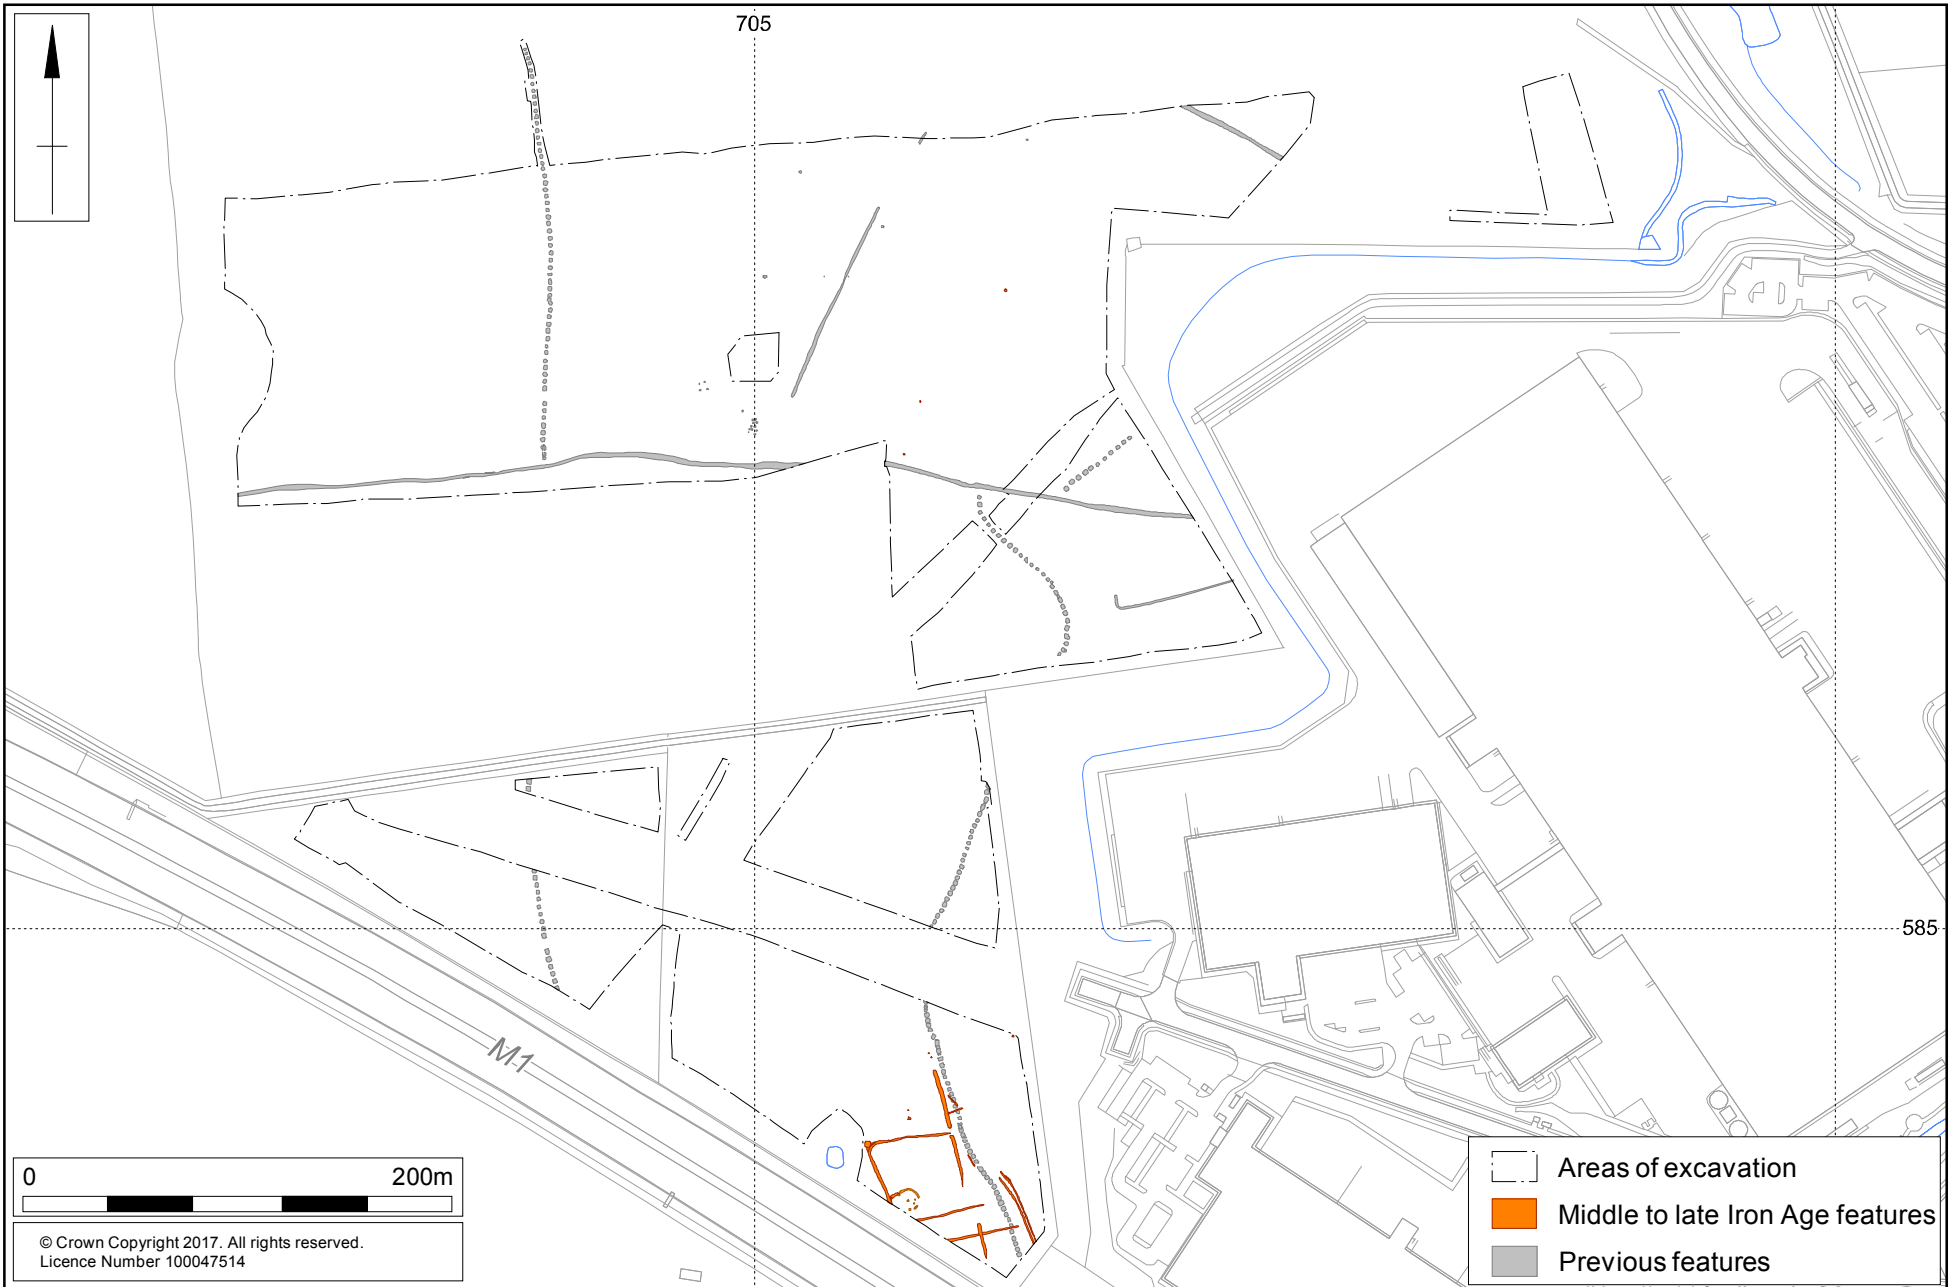 705
585
M1
0 200m
© Crown Copyright 2017. All rights reserved.
Licence Number 100047514
Areas of excavation
Middle to late Iron Age features
Previous features